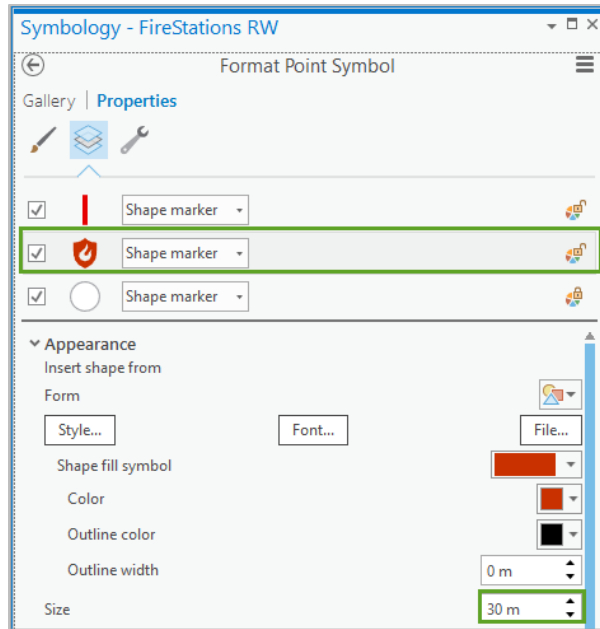 Symbology - FireStations RW
Format Point Symbol
Gallery | Properties
Shape marker
Shape marker
Shape marker
Appearance
Insert shape from
Form
Style... Font... File...
Shape fill symbol
Color
Outline color
Outline width 0 m
Size 30 m